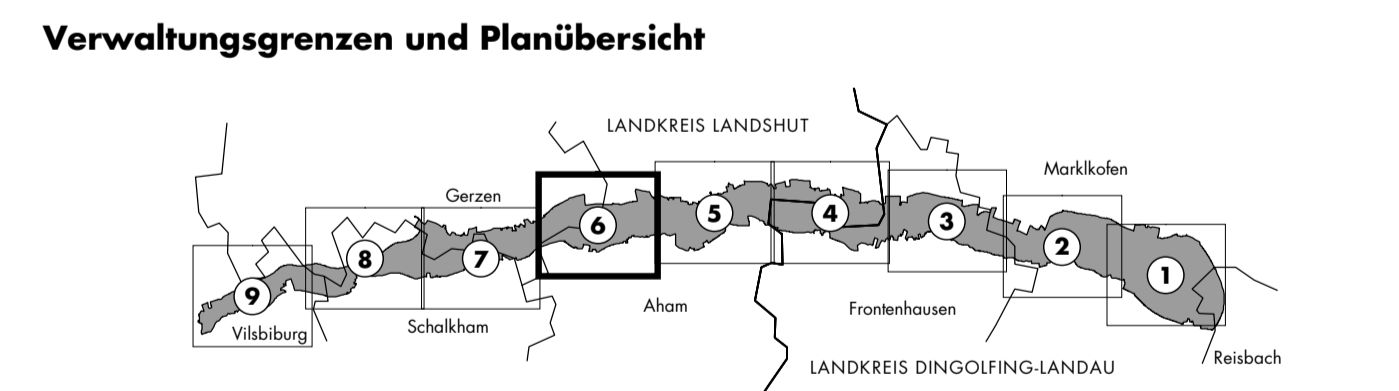 Verwaltungsgrenzen und Planübersicht
LANDKREIS LANDSHUT
Marklkofen
Gerzen
5
4
3
6
2
8
7
1
9
Aham
Frontenhausen
Schalkham
Vilsbiburg
Reisbach
LANDKREIS DINGOLFING-LANDAU